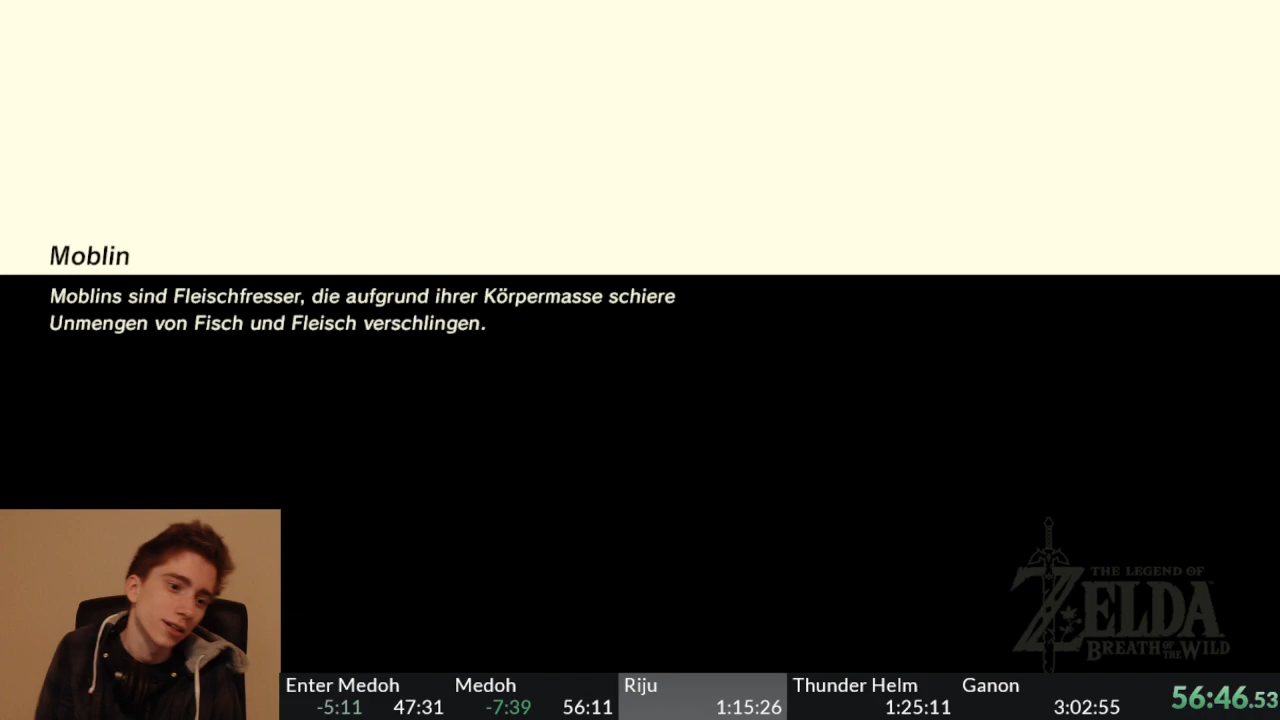 Moblin
Moblins sind Fleischfresser, die aufgrund ihrer Körpermasse schiere
Unmengen von Fisch und Fleisch verschlingen.
THE LEGEND OF
ZELDA
BREATH OF THE WILD
Enter Medoh Medoh Riju Thunder Helm Ganon
-5:11 47:31 -7:39 56:11 1:15:26 1:25:11 3:02:55 56:46.53